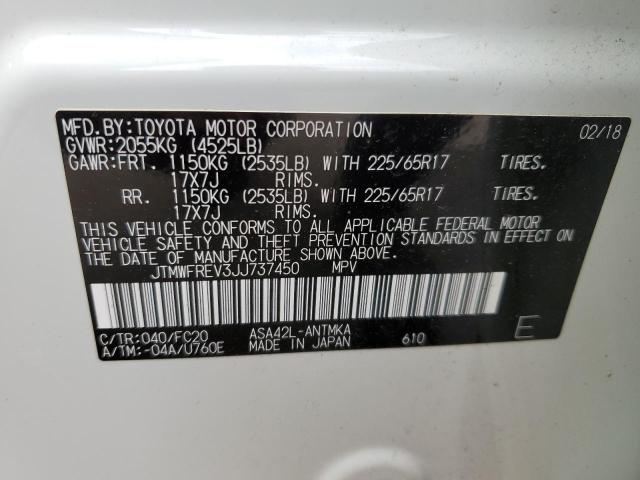 MFD.BY:TOYOTA MOTOR CORPORATION 02/18
GVWR:2055KG (4525LB)
GAWR:FRT. 1150KG (2535LB) WITH 225/65R17 TIRES.
17X7J RIMS.
RR. 1150KG (2535LB) WITH 225/65R17 TIRES.
17X7J RIMS.
THIS VEHICLE CONFORMS TO ALL APPLICABLE FEDERAL MOTOR
VEHICLE SAFETY AND THEFT PREVENTION STANDARDS IN EFFECT ON
THE DATE OF MANUFACTURE SHOWN ABOVE.
JTMWFREV3JJ737450 MPV
C/TR:040/FC20 ASA42L-ANTMKA
A/TM:-04A/U760E MADE IN JAPAN 610 E